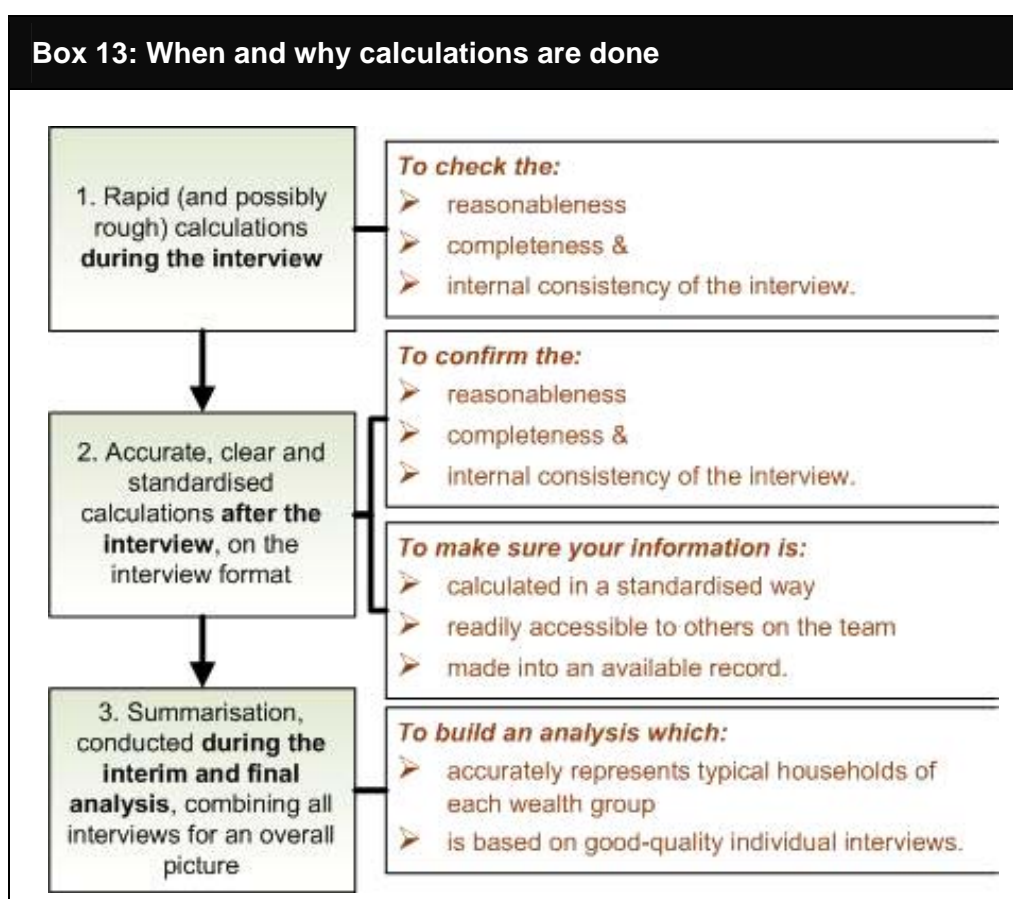 Box 13: When and why calculations are done
1. Rapid (and possibly
rough) calculations
during the interview
To check the:
➢ reasonableness
➢ completeness &
➢ internal consistency of the interview.
2. Accurate, clear and
standardised
calculations after the
interview, on the
interview format
To confirm the:
➢ reasonableness
➢ completeness &
➢ internal consistency of the interview.
To make sure your information is:
➢ calculated in a standardised way
➢ readily accessible to others on the team
➢ made into an available record.
3. Summarisation,
conducted during the
interim and final
analysis, combining all
interviews for an overall
picture
To build an analysis which:
➢ accurately represents typical households of
each wealth group
➢ is based on good-quality individual interviews.